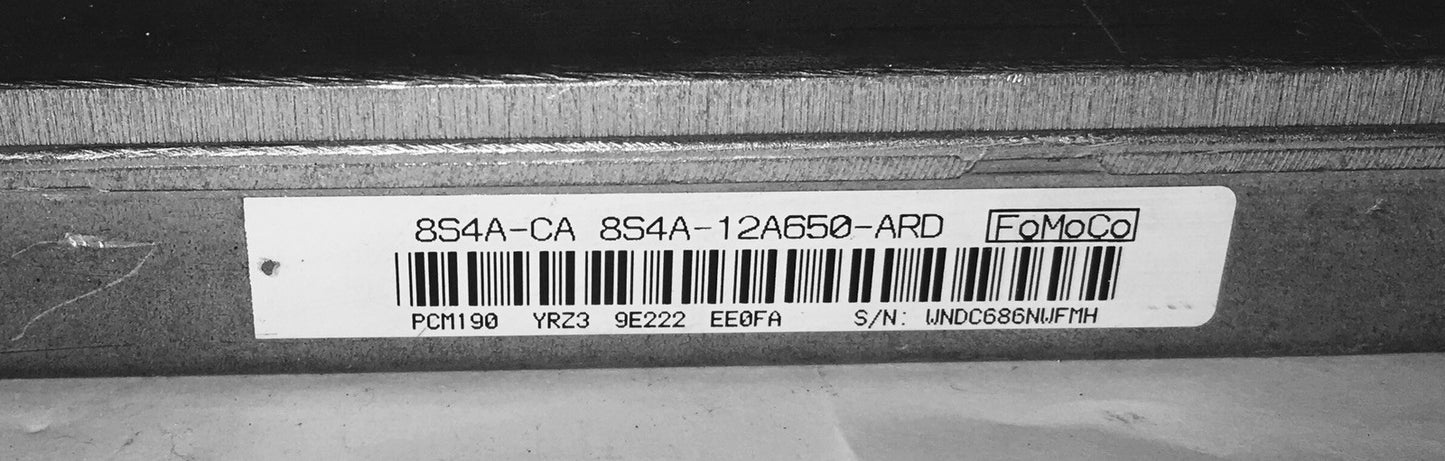 8S4A-CA 8S4A-12A650-ARD FoMoCo
PCM190 YRZ3 9E222 EE0FA S/N: WNDC686NWFMH